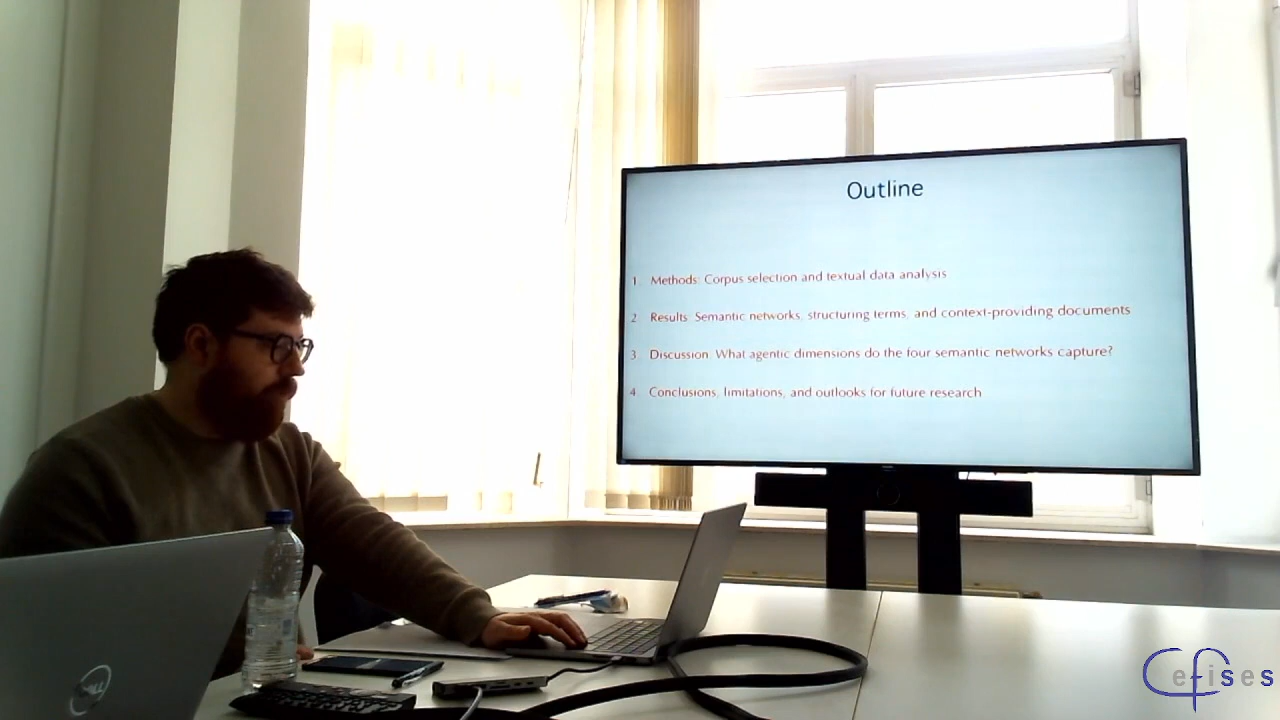 Outline
1 Methods: Corpus selection and textual data analysis
2 Results: Semantic networks, structuring terms, and context-providing documents
3 Discussion: What agentic dimensions do the four semantic networks capture?
4 Conclusions, limitations, and outlooks for future research
DELL
Cefises